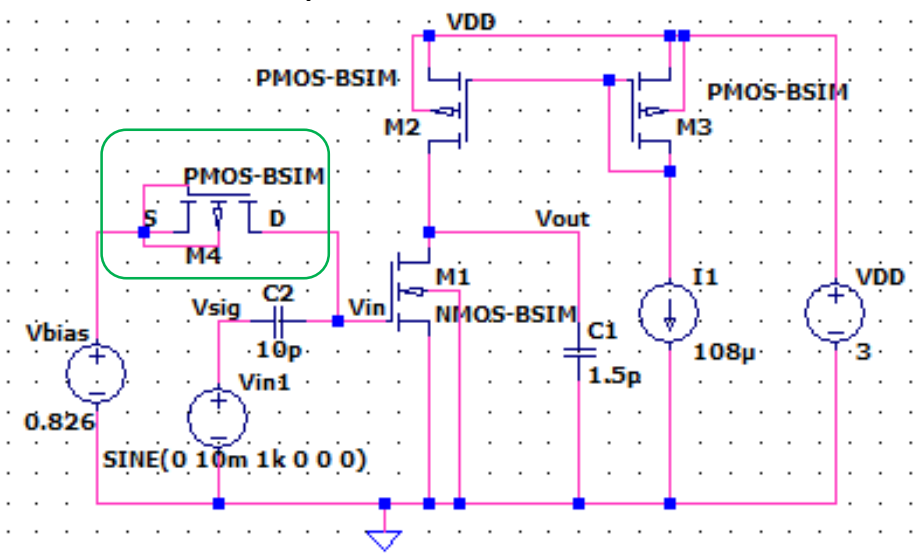 VDD
PMOS-BSIM
PMOS-BSIM
M2
M3
PMOS-BSIM
S
D
M4
Vout
M1
I1
VDD
Vsig
C2
Vin
NMOS-BSIM
Vbias
10p
C1
108µ
3
Vin1
1.5p
0.826
SINE(0 10m 1k 0 0 0)